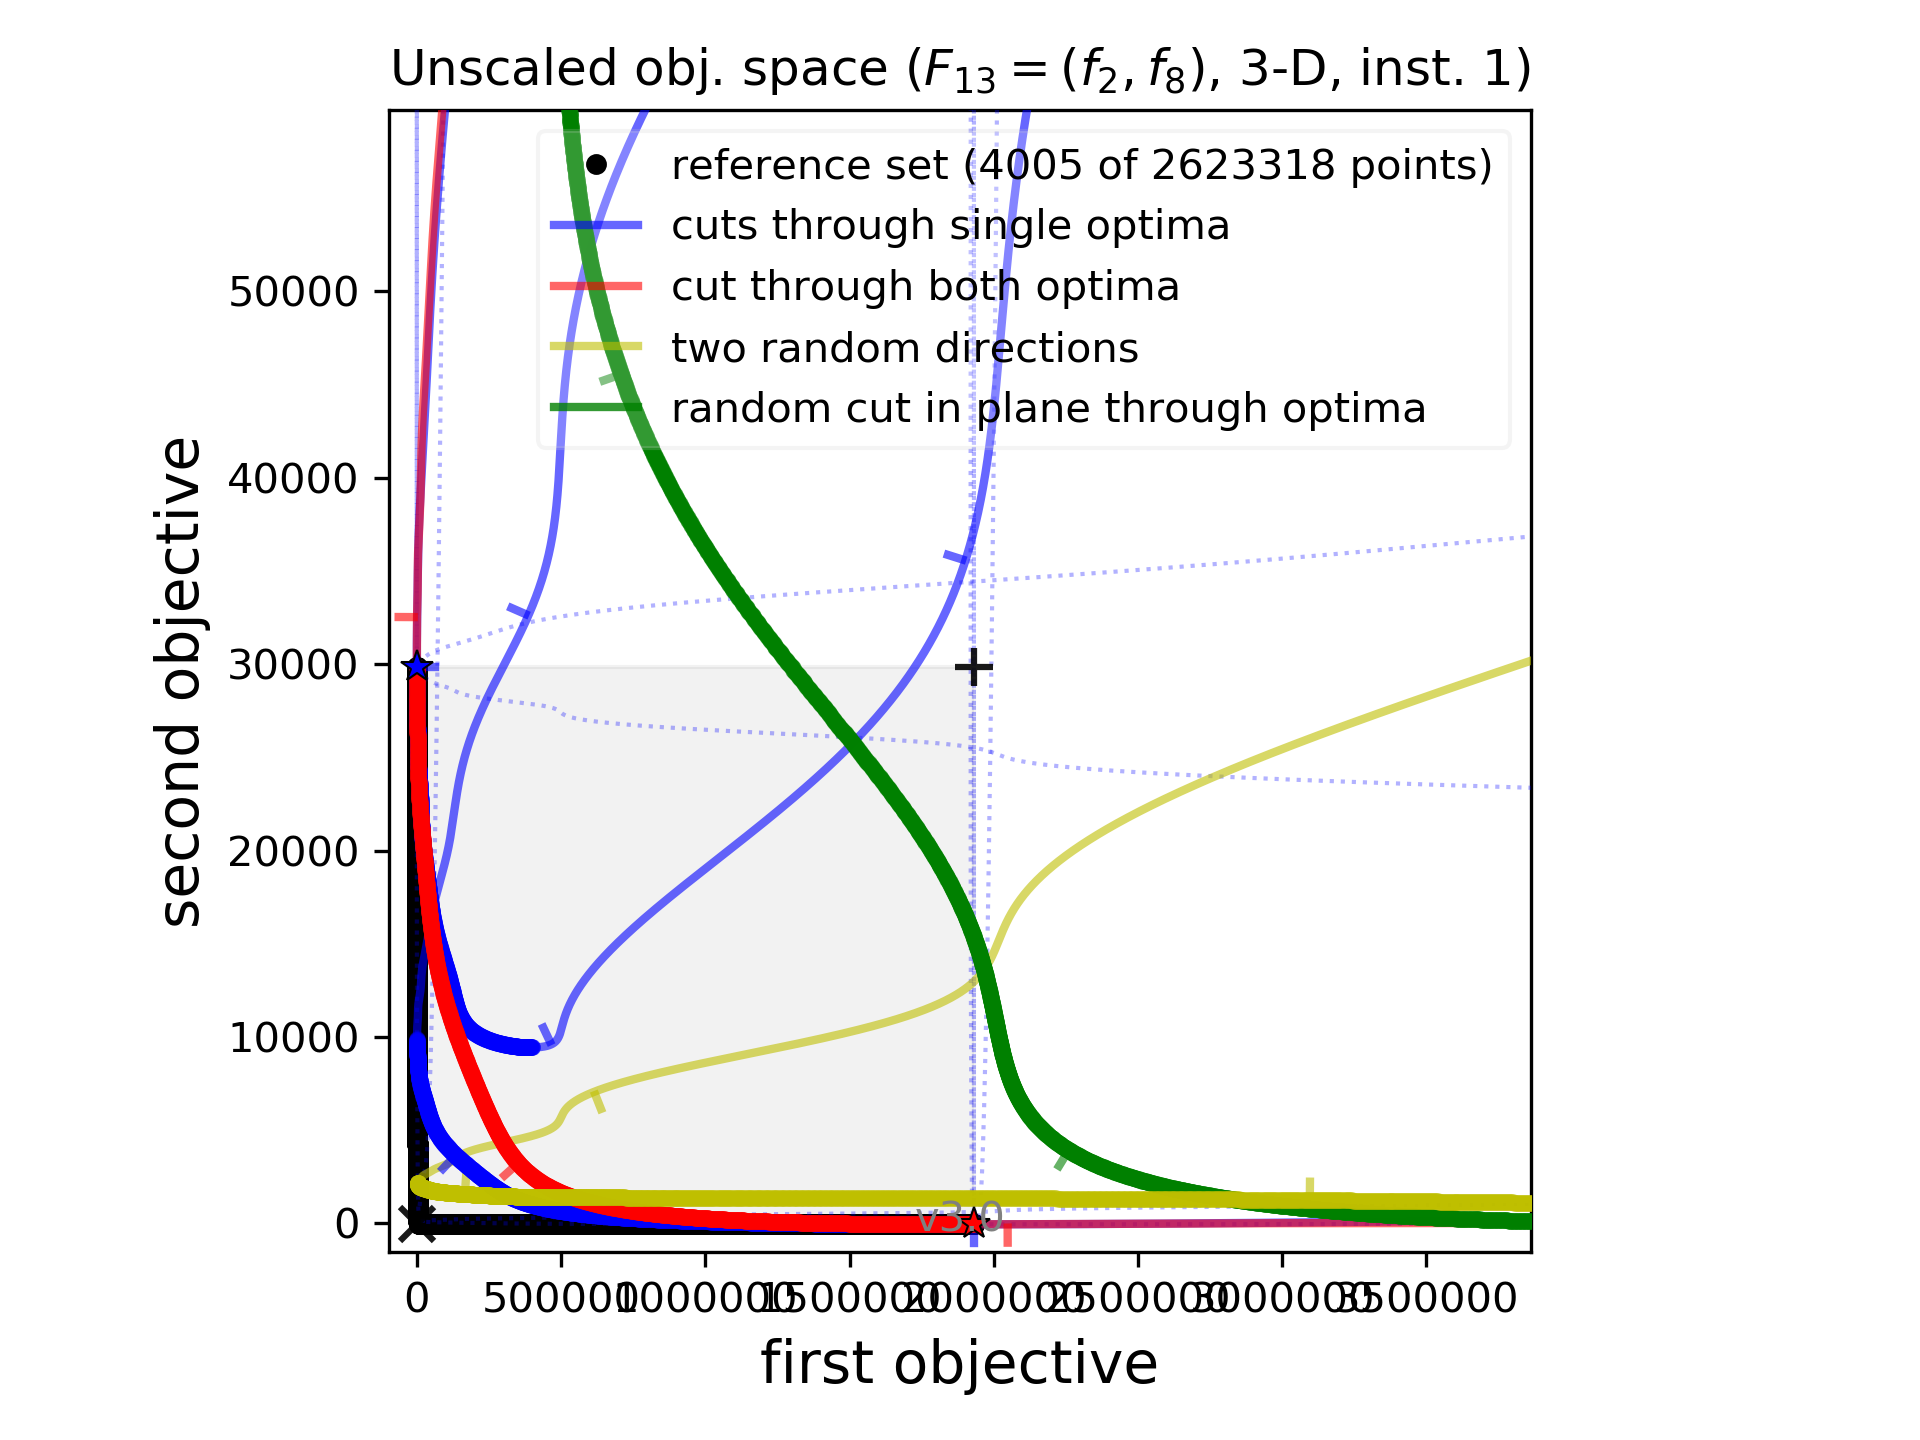 Unscaled obj. space (F13 = (f2, f8), 3-D, inst. 1)
reference set (4005 of 2623318 points)
cuts through single optima
cut through both optima
two random directions
random cut in plane through optima
second objective
50000
40000
30000
20000
10000
0
v3.0
0 500000 1000000 1500000 2000000 2500000 3000000 3500000
first objective